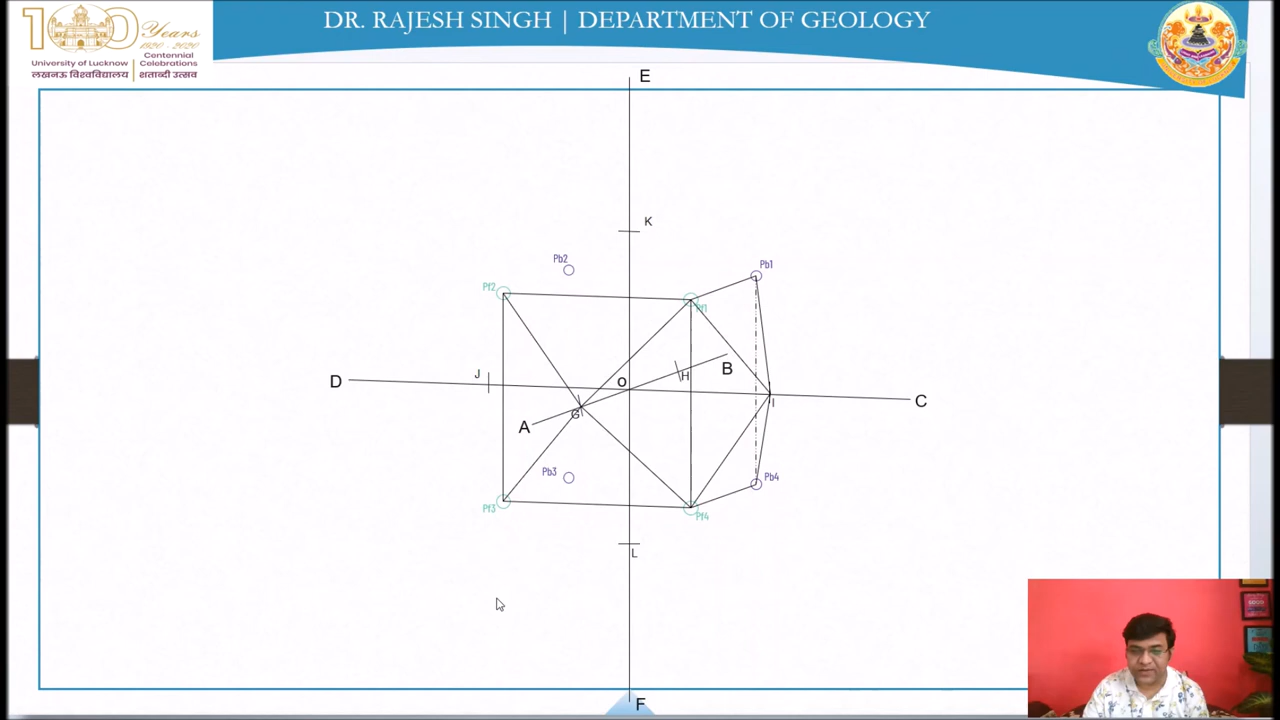 DR. RAJESH SINGH | DEPARTMENT OF GEOLOGY
100 Years
1920 - 2020
University of Lucknow
Centennial
Celebrations
लखनऊ विश्वविद्यालय
शताब्दी उत्सव
E
K
Pb2
Pb1
Pf2
Pf1
J
O
H
B
D
I
C
A
G
Pb3
Pb4
Pf3
Pf4
L
F